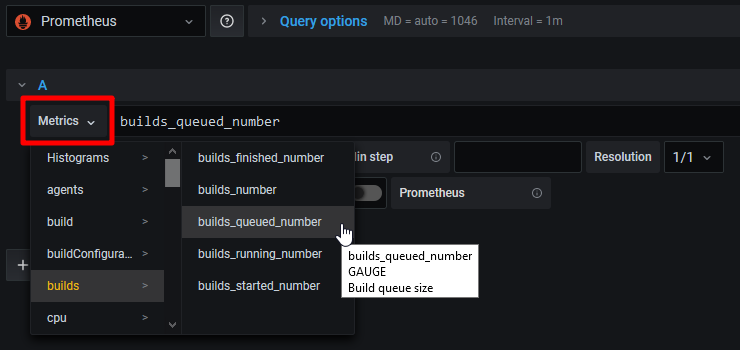 Prometheus
?
> Query options MD = auto = 1046 Interval = 1m
A
Metrics builds_queued_number
Histograms >
agents >
build >
buildConfigura... >
builds >
cpu >
builds_finished_number
builds_number
builds_queued_number
builds_running_number
builds_started_number
in step
Resolution 1/1
Prometheus
+
builds_queued_number
GAUGE
Build queue size